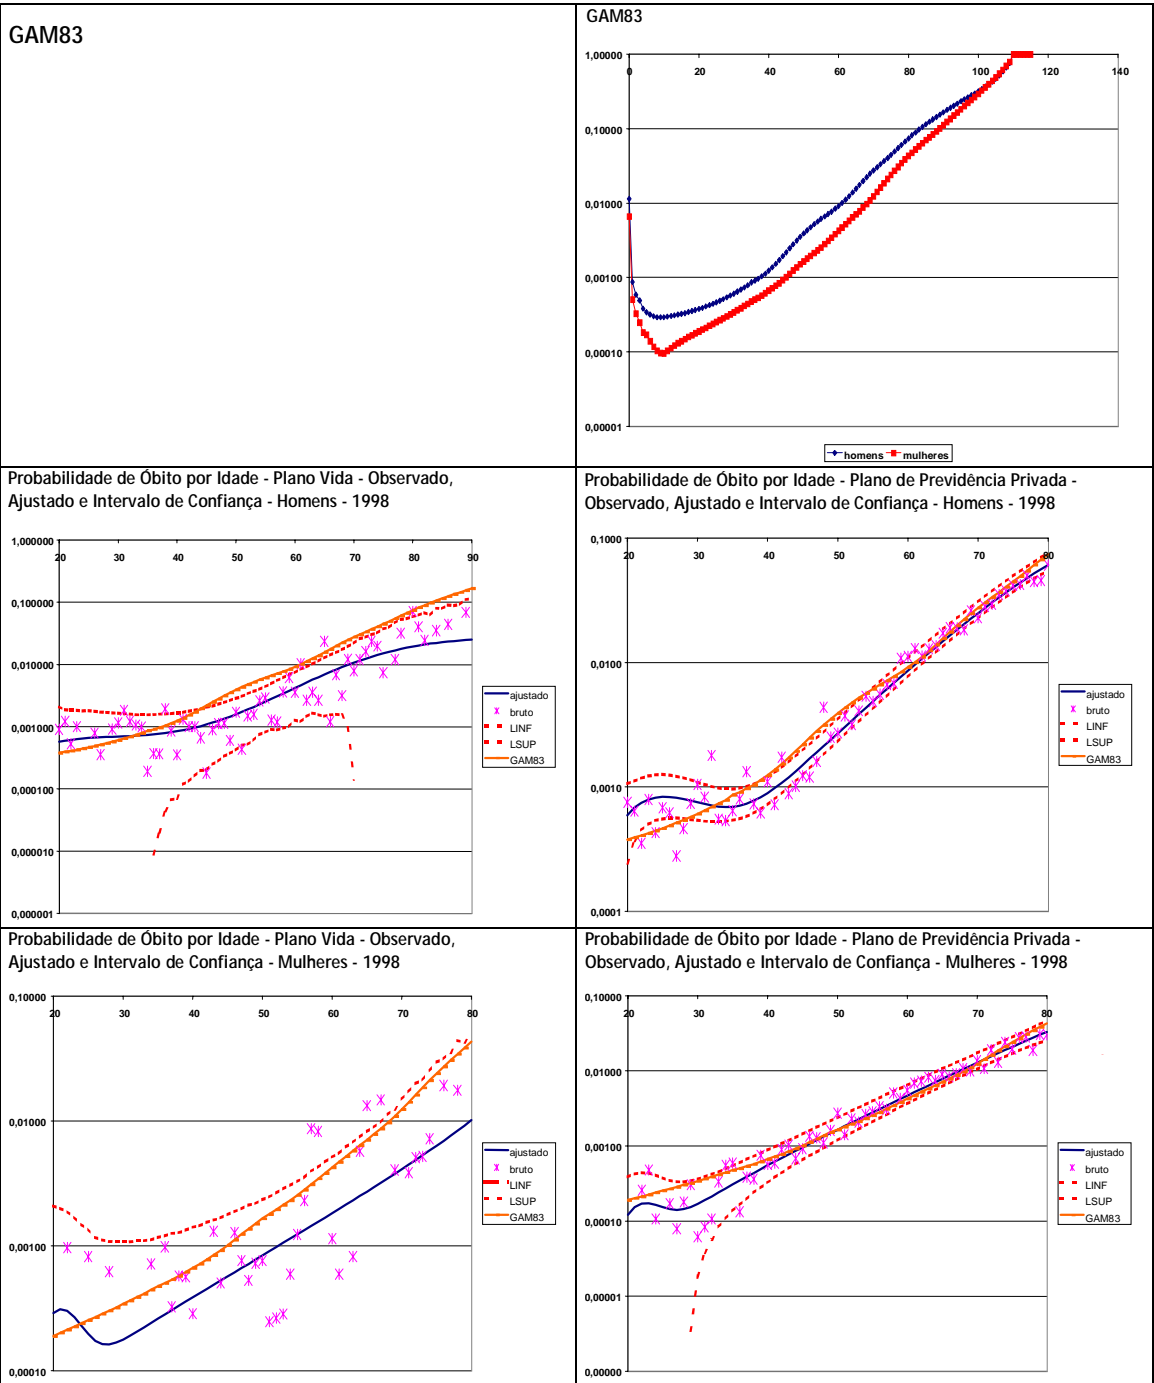 GAM83
GAM83
1,00000
0 20 40 60 80 100 120 140
0,10000
0,01000
0,00100
0,00010
0,00001
homens mulheres
Probabilidade de Óbito por Idade - Plano Vida - Observado,
Ajustado e Intervalo de Confiança - Homens - 1998
1,000000
20 30 40 50 60 70 80 90
0,100000
0,010000
0,001000
0,000100
0,000010
0,000001
ajustado
bruto
LINF
LSUP
GAM83
Probabilidade de Óbito por Idade - Plano de Previdência Privada -
Observado, Ajustado e Intervalo de Confiança - Homens - 1998
0,1000
20 30 40 50 60 70 80
0,0100
0,0010
0,0001
ajustado
bruto
LINF
LSUP
GAM83
Probabilidade de Óbito por Idade - Plano Vida - Observado,
Ajustado e Intervalo de Confiança - Mulheres - 1998
0,10000
20 30 40 50 60 70 80
0,01000
0,00100
0,00010
ajustado
bruto
LINF
LSUP
GAM83
Probabilidade de Óbito por Idade - Plano de Previdência Privada -
Observado, Ajustado e Intervalo de Confiança - Mulheres - 1998
0,10000
20 30 40 50 60 70 80
0,01000
0,00100
0,00010
0,00001
0,00000
ajustado
bruto
LINF
LSUP
GAM83